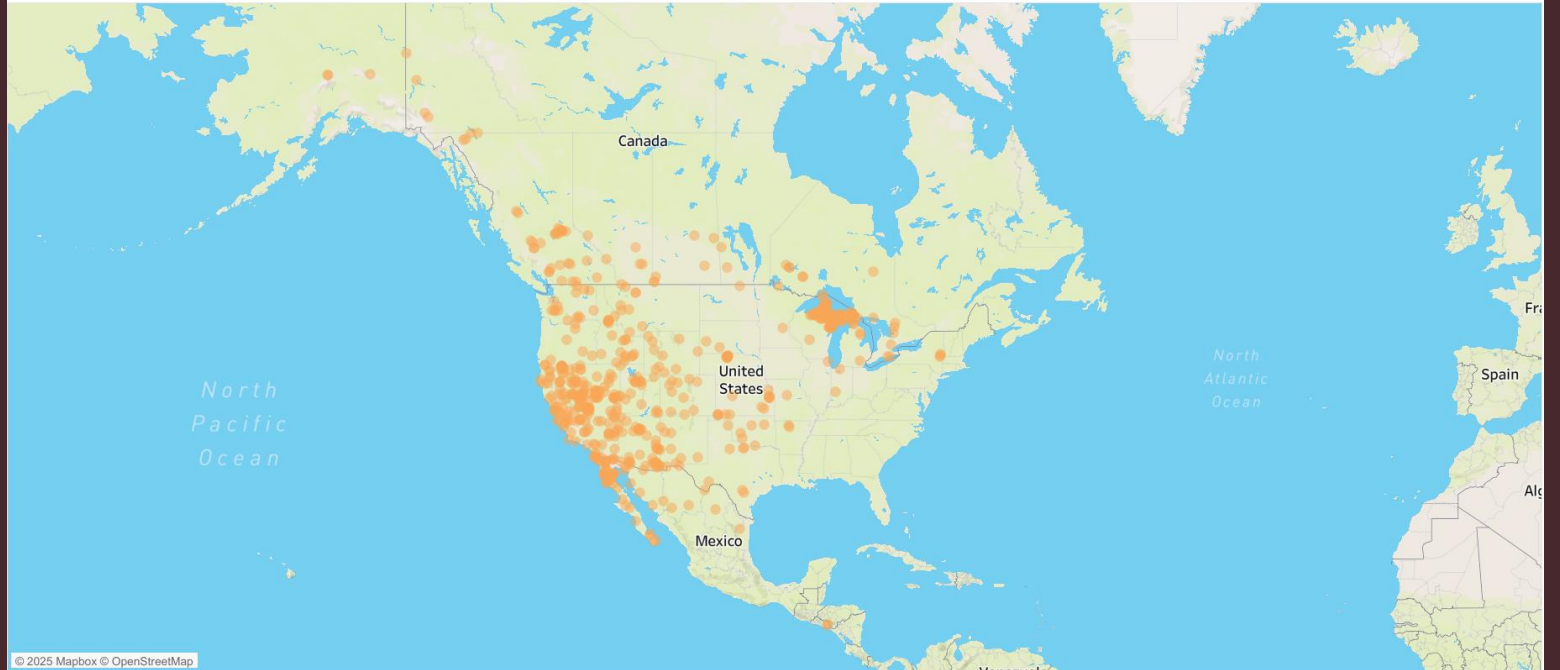 Canada
United
States
North
Pacific
Ocean
North
Atlantic
Ocean
Spain
Mexico
© 2025 Mapbox © OpenStreetMap